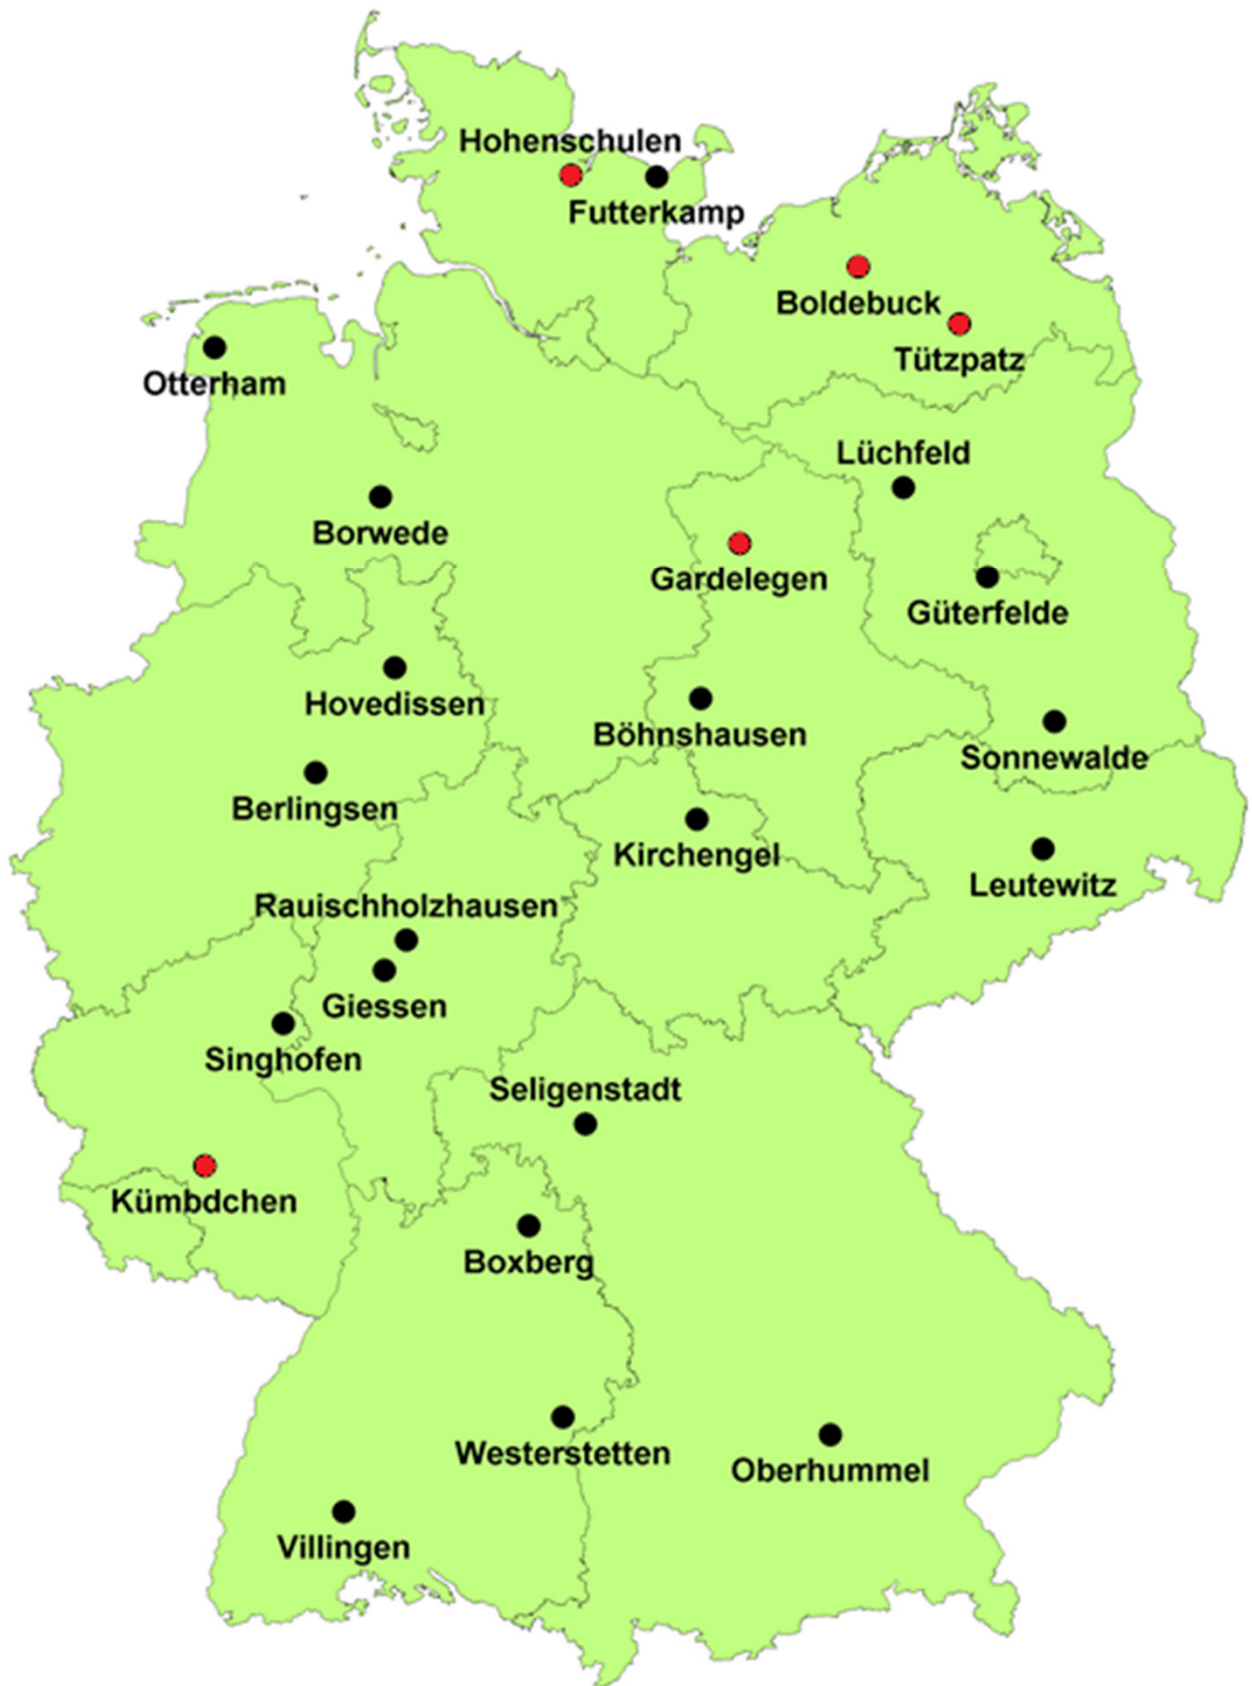 Hohenschulen
Futterkamp
Boldebuck
Tützpatz
Otterham
Lüchfeld
Borwede
Gardelegen
Güterfelde
Hovedissen
Böhnshausen
Sonnewalde
Berlingsen
Kirchengel
Leutewitz
Rauischholzhausen
Giessen
Singhofen
Seligenstadt
Kümbdchen
Boxberg
Westerstetten
Oberhummel
Villingen